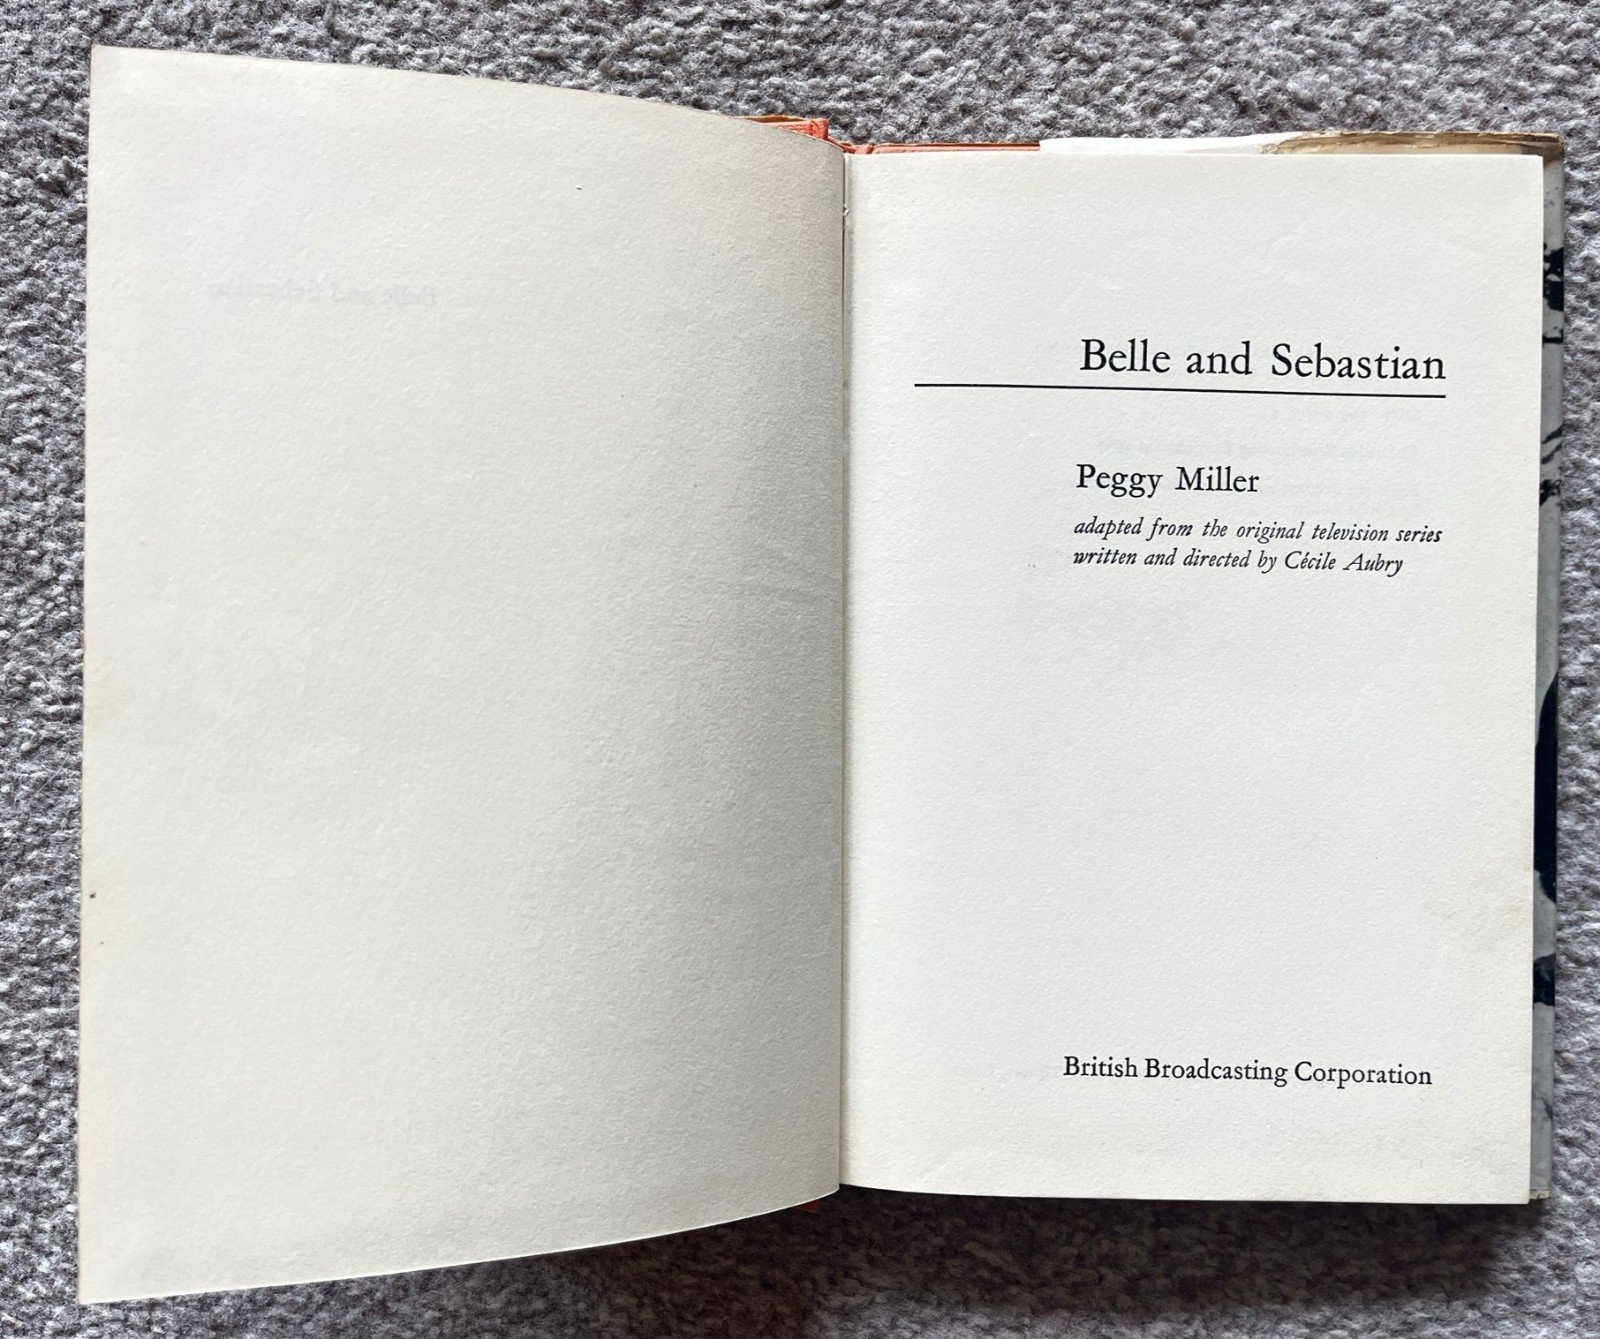 Belle and Sebastian
Peggy Miller
adapted from the original television series
written and directed by Cécile Aubry
British Broadcasting Corporation